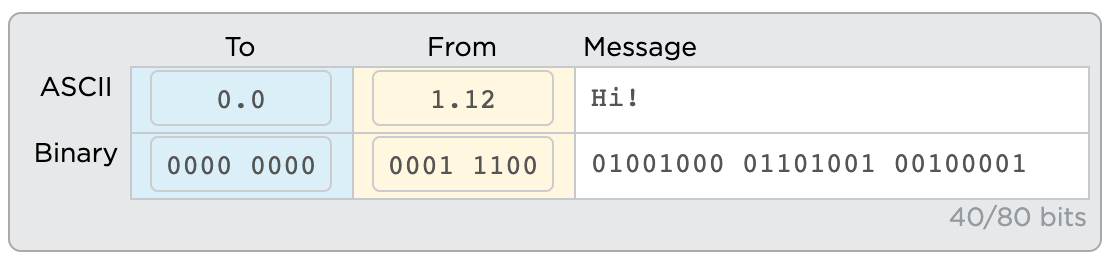 To From Message
ASCII 0.0 1.12 Hi!
Binary 0000 0000 0001 1100 01001000 01101001 00100001
40/80 bits